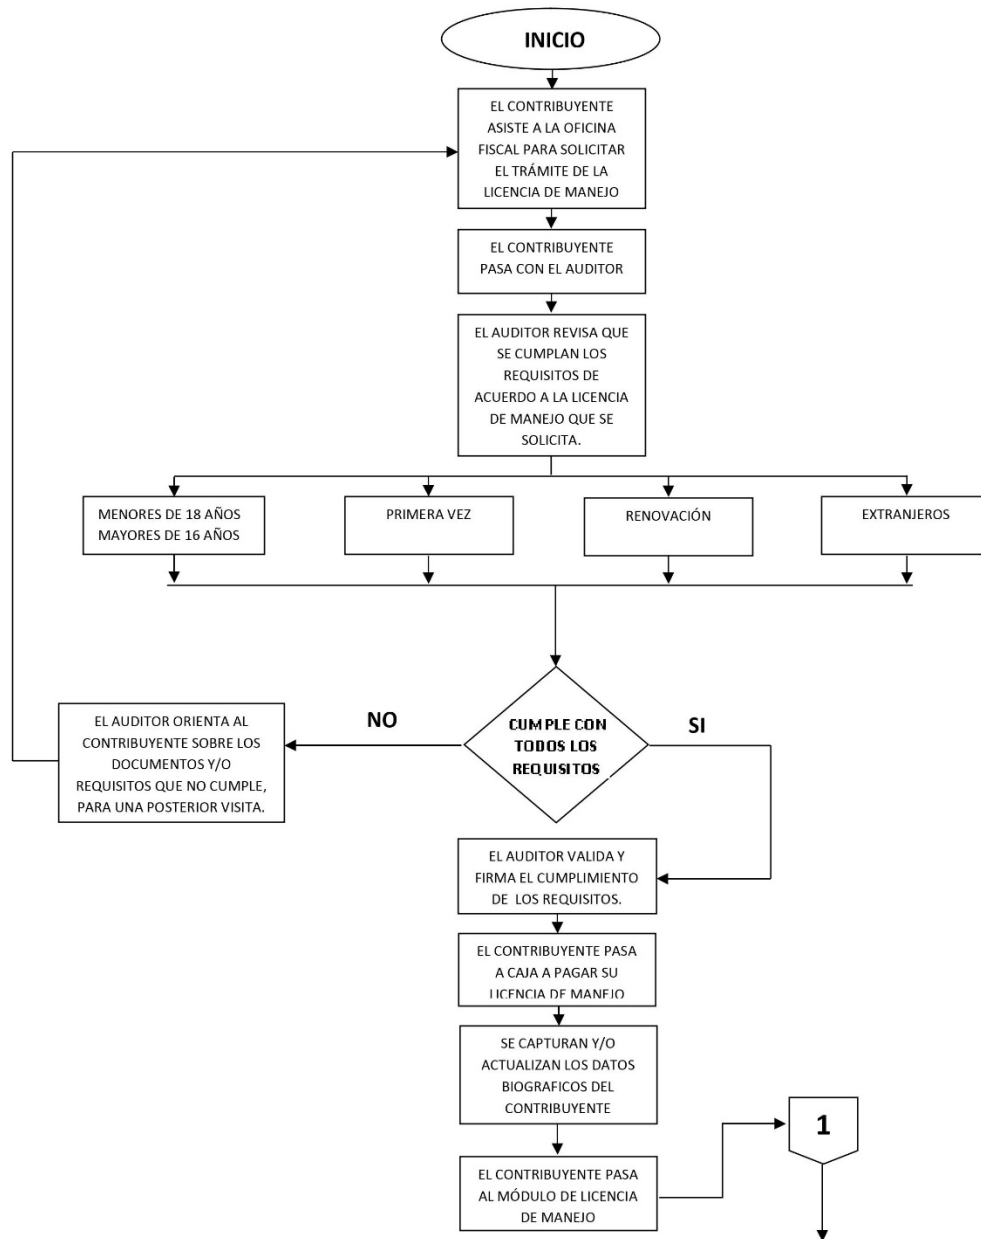 INICIO
EL CONTRIBUYENTE
ASISTE A LA OFICINA
FISCAL PARA SOLICITAR
EL TRÁMITE DE LA
LICENCIA DE MANEJO
EL CONTRIBUYENTE
PASA CON EL AUDITOR
EL AUDITOR REVISA QUE
SE CUMPLAN LOS
REQUISITOS DE
ACUERDO A LA LICENCIA
DE MANEJO QUE SE
SOLICITA.
MENORES DE 18 AÑOS
MAYORES DE 16 AÑOS
PRIMERA VEZ
RENOVACIÓN
EXTRANJEROS
EL AUDITOR ORIENTA AL
CONTRIBUYENTE SOBRE LOS
DOCUMENTOS Y/O
REQUISITOS QUE NO CUMPLE,
PARA UNA POSTERIOR VISITA.
NO
CUMPLE CON
TODOS LOS
REQUISITOS
SI
EL AUDITOR VALIDA Y
FIRMA EL CUMPLIMIENTO
DE LOS REQUISITOS.
EL CONTRIBUYENTE PASA
A CAJA A PAGAR SU
LICENCIA DE MANEJO
SE CAPTURAN Y/O
ACTUALIZAN LOS DATOS
BIOGRAFICOS DEL
CONTRIBUYENTE
EL CONTRIBUYENTE PASA
AL MÓDULO DE LICENCIA
DE MANEJO
1